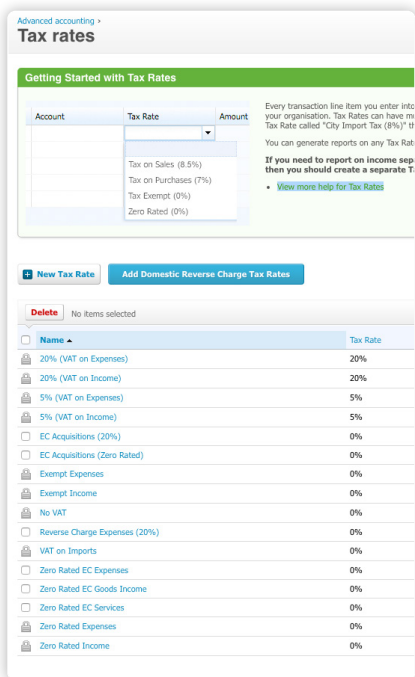 Advanced accounting ›
Tax rates
Getting Started with Tax Rates
Account Tax Rate Amount
Tax on Sales (8.5%)
Tax on Purchases (7%)
Tax Exempt (0%)
Zero Rated (0%)
Every transaction line item you enter into
your organisation. Tax Rates can have mu
Tax Rate called "City Import Tax (8%)" th
You can generate reports on any Tax Rat
If you need to report on income sepa
then you should create a separate Ta
• View more help for Tax Rates
New Tax Rate
Add Domestic Reverse Charge Tax Rates
Delete No items selected
Name Tax Rate
20% (VAT on Expenses) 20%
20% (VAT on Income) 20%
5% (VAT on Expenses) 5%
5% (VAT on Income) 5%
EC Acquisitions (20%) 0%
EC Acquisitions (Zero Rated) 0%
Exempt Expenses 0%
Exempt Income 0%
No VAT 0%
Reverse Charge Expenses (20%) 0%
VAT on Imports 0%
Zero Rated EC Expenses 0%
Zero Rated EC Goods Income 0%
Zero Rated EC Services 0%
Zero Rated Expenses 0%
Zero Rated Income 0%